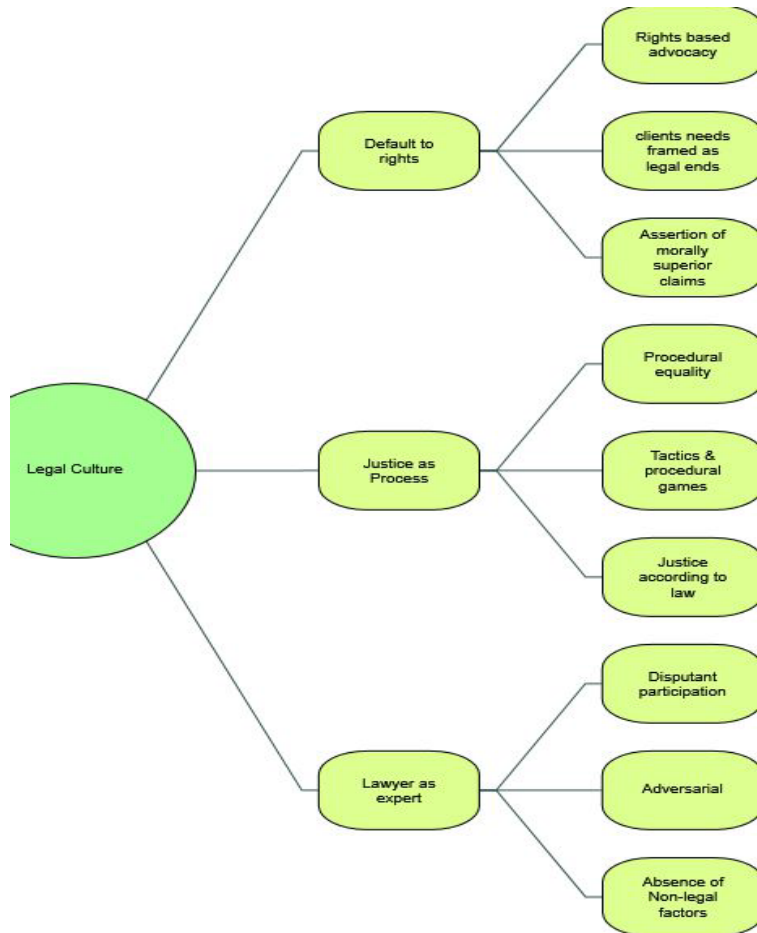 Rights based
advocacy
Default to
rights
clients needs
framed as
legal ends
Assertion of
morally
superior
claims
Legal Culture
Justice as
Process
Procedural
equality
Tactics &
procedural
games
Justice
according to
law
Lawyer as
expert
Disputant
participation
Adversarial
Absence of
Non-legal
factors